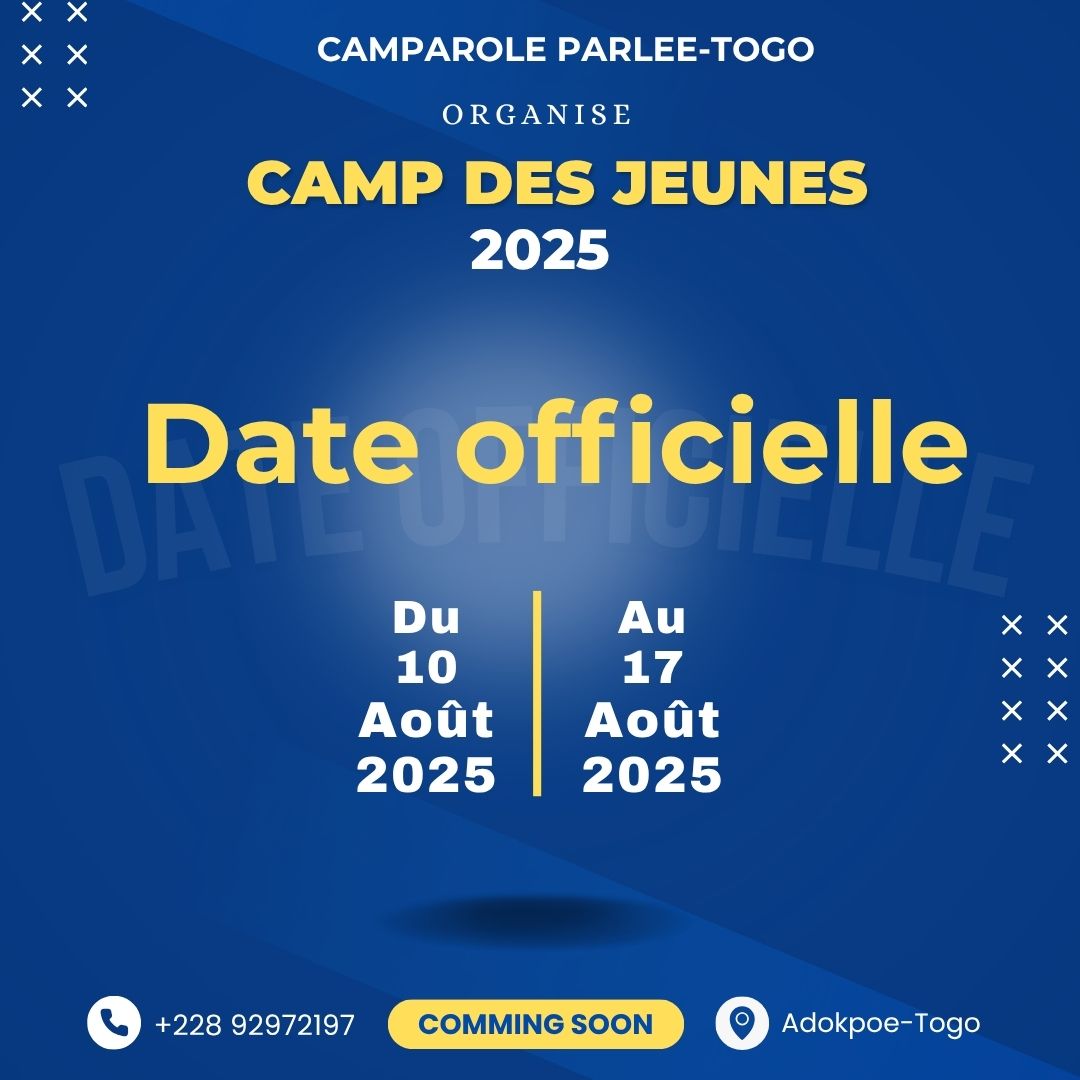 CAMPAROLE PARLEE-TOGO
ORGANISE
CAMP DES JEUNES
2025
DATE OFFICIELLE
Date officielle
Du
10
Août
2025
Au
17
Août
2025
+228 92972197
COMMING SOON
Adokpoe-Togo